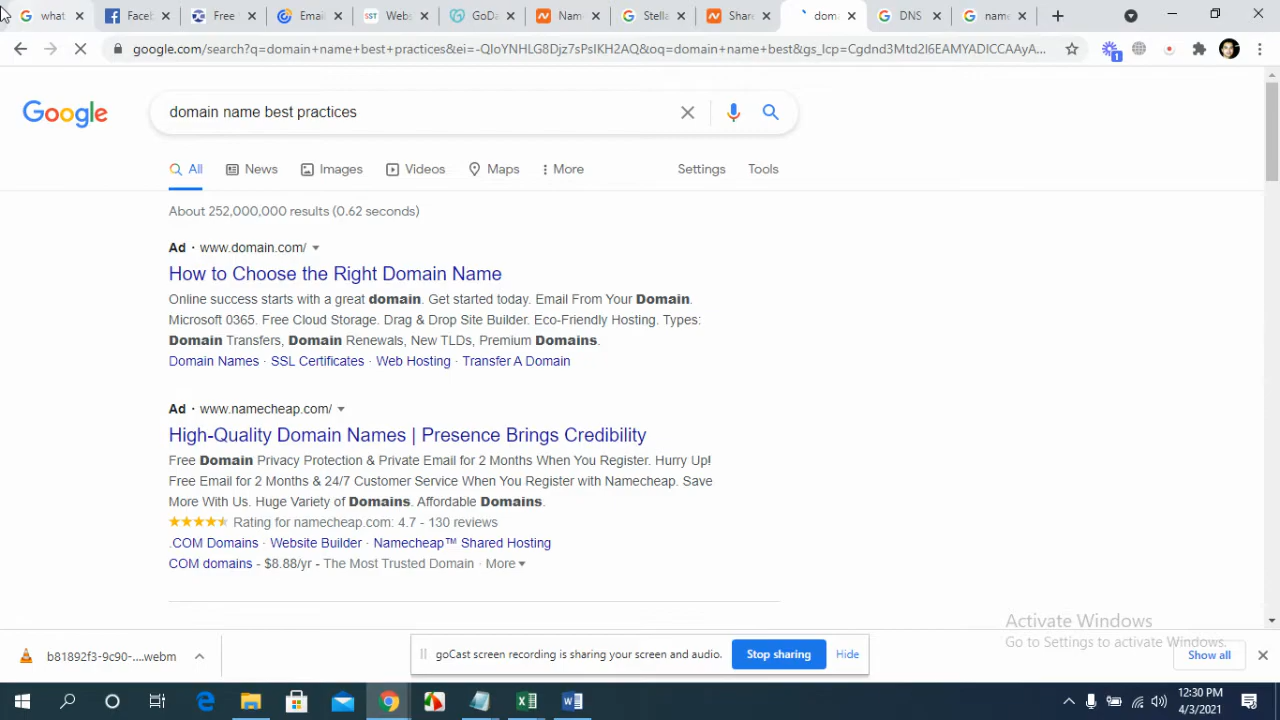 what
Faceb
Free
Email
SST Webs
GoDa
Nam
Stella
Share
dom
DNS
name
google.com/search?q=domain+name+best+practices&ei=-QIoYNHLG8Djz7sPsIKH2AQ&oq=domain+name+best&gs_lcp=Cgdnd3Mtd2l6EAMYADICCAAyA...
1
Google
domain name best practices
All News Images Videos Maps More Settings Tools
About 252,000,000 results (0.62 seconds)
Ad · www.domain.com/
How to Choose the Right Domain Name
Online success starts with a great domain. Get started today. Email From Your Domain.
Microsoft 0365. Free Cloud Storage. Drag & Drop Site Builder. Eco-Friendly Hosting. Types:
Domain Transfers, Domain Renewals, New TLDs, Premium Domains.
Domain Names · SSL Certificates · Web Hosting · Transfer A Domain
Ad · www.namecheap.com/
High-Quality Domain Names | Presence Brings Credibility
Free Domain Privacy Protection & Private Email for 2 Months When You Register. Hurry Up!
Free Email for 2 Months & 24/7 Customer Service When You Register with Namecheap. Save
More With Us. Huge Variety of Domains. Affordable Domains.
Rating for namecheap.com: 4.7 - 130 reviews
.COM Domains · Website Builder · Namecheap™ Shared Hosting
COM domains - $8.88/yr - The Most Trusted Domain · More
Activate Windows
Go to Settings to activate Windows.
b81892f3-9c90-....webm
goCast screen recording is sharing your screen and audio.
Stop sharing
Hide
Show all
12:30 PM
4/3/2021